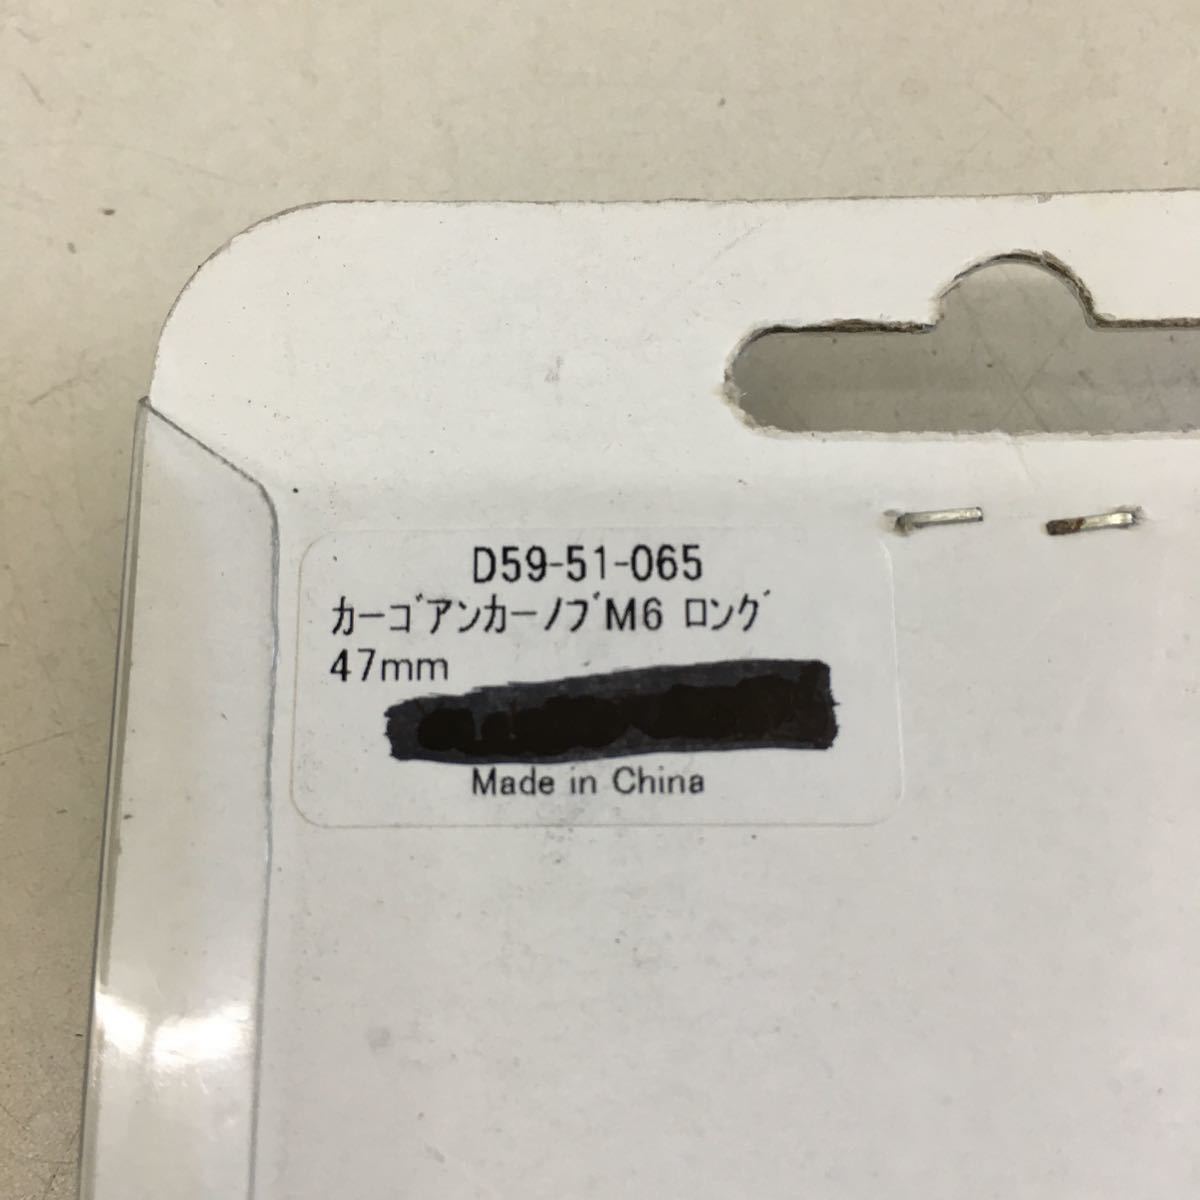 D59-51-065
カーゴアンカーノブM6 ロング
47mm
Made in China